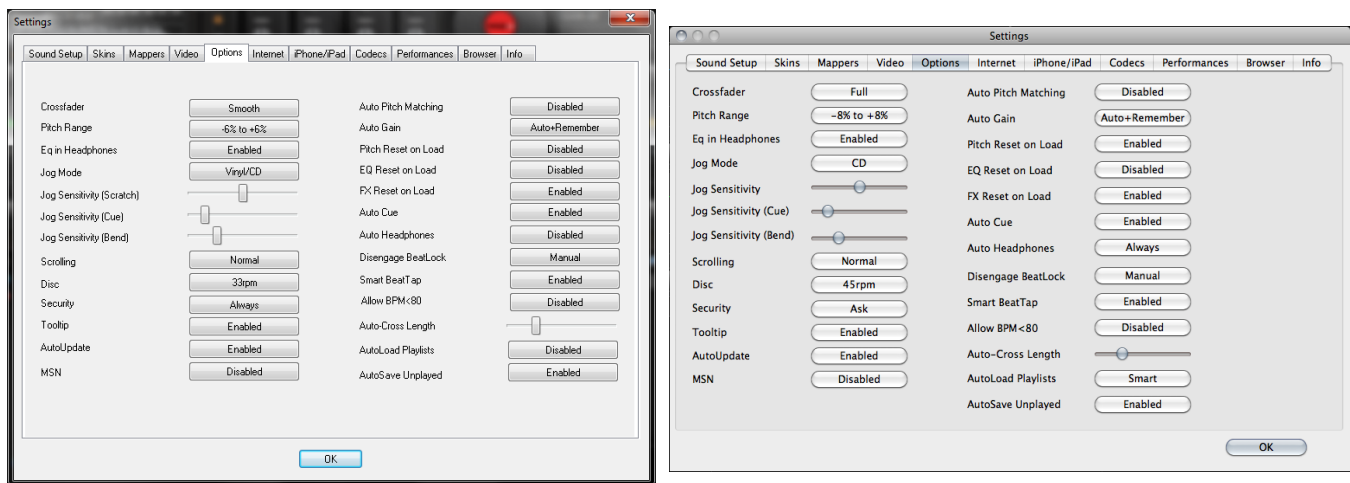 Settings
Sound Setup Skins Mappers Video Options Internet iPhone/iPad Codecs Performances Browser Info
Crossfader Smooth Auto Pitch Matching Disabled
Pitch Range -6% to +6% Auto Gain Auto+Remember
Eq in Headphones Enabled Pitch Reset on Load Disabled
Jog Mode Vinyl/CD EQ Reset on Load Disabled
Jog Sensitivity (Scratch) FX Reset on Load Enabled
Jog Sensitivity (Cue) Auto Cue Enabled
Jog Sensitivity (Bend) Auto Headphones Disabled
Scrolling Normal Disengage BeatLock Manual
Disc 33rpm Smart BeatTap Enabled
Security Always Allow BPM<80 Disabled
Tooltip Enabled Auto-Cross Length
AutoUpdate Enabled AutoLoad Playlists Disabled
MSN Disabled AutoSave Unplayed Enabled
OK
Settings
Sound Setup Skins Mappers Video Options Internet iPhone/iPad Codecs Performances Browser Info
Crossfader Full Auto Pitch Matching Disabled
Pitch Range -8% to +8% Auto Gain Auto+Remember
Eq in Headphones Enabled Pitch Reset on Load Enabled
Jog Mode CD EQ Reset on Load Disabled
Jog Sensitivity FX Reset on Load Enabled
Jog Sensitivity (Cue) Auto Cue Enabled
Jog Sensitivity (Bend) Auto Headphones Always
Scrolling Normal Disengage BeatLock Manual
Disc 45rpm Smart BeatTap Enabled
Security Ask Allow BPM<80 Disabled
Tooltip Enabled Auto-Cross Length
AutoUpdate Enabled AutoLoad Playlists Smart
MSN Disabled AutoSave Unplayed Enabled
OK